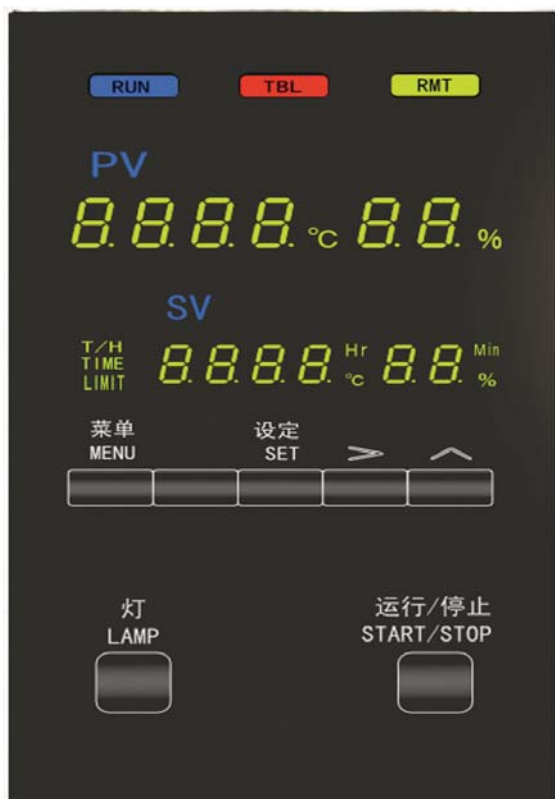 RUN TBL RMT
PV
8.8.8.8. °C 8.8. %
SV
T/H
TIME
LIMIT
8.8.8.8. Hr °C 8.8. Min %
菜单 设定
MENU SET > ^
灯 运行/停止
LAMP START/STOP